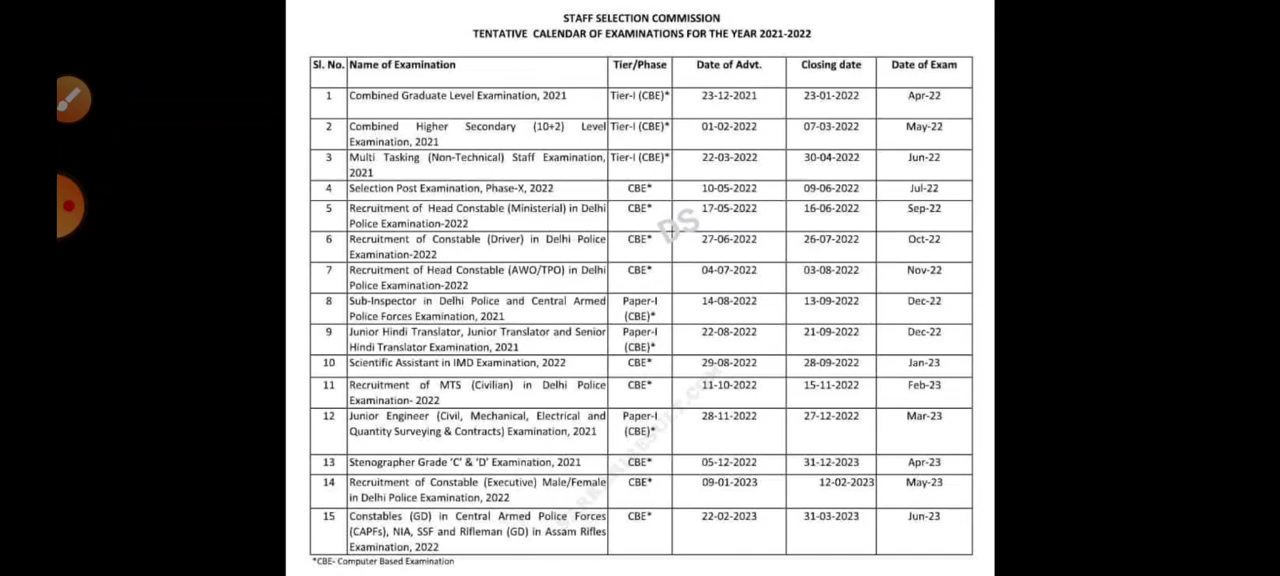 STAFF SELECTION COMMISSION
TENTATIVE CALENDAR OF EXAMINATIONS FOR THE YEAR 2021-2022
Sl. No. Name of Examination Tier/Phase Date of Advt. Closing date Date of Exam
1 Combined Graduate Level Examination, 2021 Tier-I (CBE)* 23-12-2021 23-01-2022 Apr-22
2 Combined Higher Secondary (10+2) Level Tier-I (CBE)* 01-02-2022 07-03-2022 May-22
Examination, 2021
3 Multi Tasking (Non-Technical) Staff Examination, Tier-I (CBE)* 22-03-2022 30-04-2022 Jun-22
2021
4 Selection Post Examination, Phase-X, 2022 CBE* 10-05-2022 09-06-2022 Jul-22
5 Recruitment of Head Constable (Ministerial) in Delhi CBE* 17-05-2022 16-06-2022 Sep-22
Police Examination-2022
BS
6 Recruitment of Constable (Driver) in Delhi Police CBE* 27-06-2022 26-07-2022 Oct-22
Examination-2022
7 Recruitment of Head Constable (AWO/TPO) in Delhi CBE* 04-07-2022 03-08-2022 Nov-22
Police Examination-2022
8 Sub-Inspector in Delhi Police and Central Armed Paper-I 14-08-2022 13-09-2022 Dec-22
Police Forces Examination, 2021 (CBE)*
9 Junior Hindi Translator, Junior Translator and Senior Paper-I 22-08-2022 21-09-2022 Dec-22
Hindi Translator Examination, 2021 (CBE)*
10 Scientific Assistant in IMD Examination, 2022 CBE* 29-08-2022 28-09-2022 Jan-23
11 Recruitment of MTS (Civilian) in Delhi Police CBE* 11-10-2022 15-11-2022 Feb-23
Examination- 2022
12 Junior Engineer (Civil, Mechanical, Electrical and Paper-I 28-11-2022 27-12-2022 Mar-23
Quantity Surveying & Contracts) Examination, 2021 (CBE)*
13 Stenographer Grade 'C' & 'D' Examination, 2021 CBE* 05-12-2022 31-12-2023 Apr-23
14 Recruitment of Constable (Executive) Male/Female CBE* 09-01-2023 12-02-2023 May-23
in Delhi Police Examination, 2022
15 Constables (GD) in Central Armed Police Forces CBE* 22-02-2023 31-03-2023 Jun-23
(CAPFs), NIA, SSF and Rifleman (GD) in Assam Rifles
Examination, 2022
*CBE- Computer Based Examination